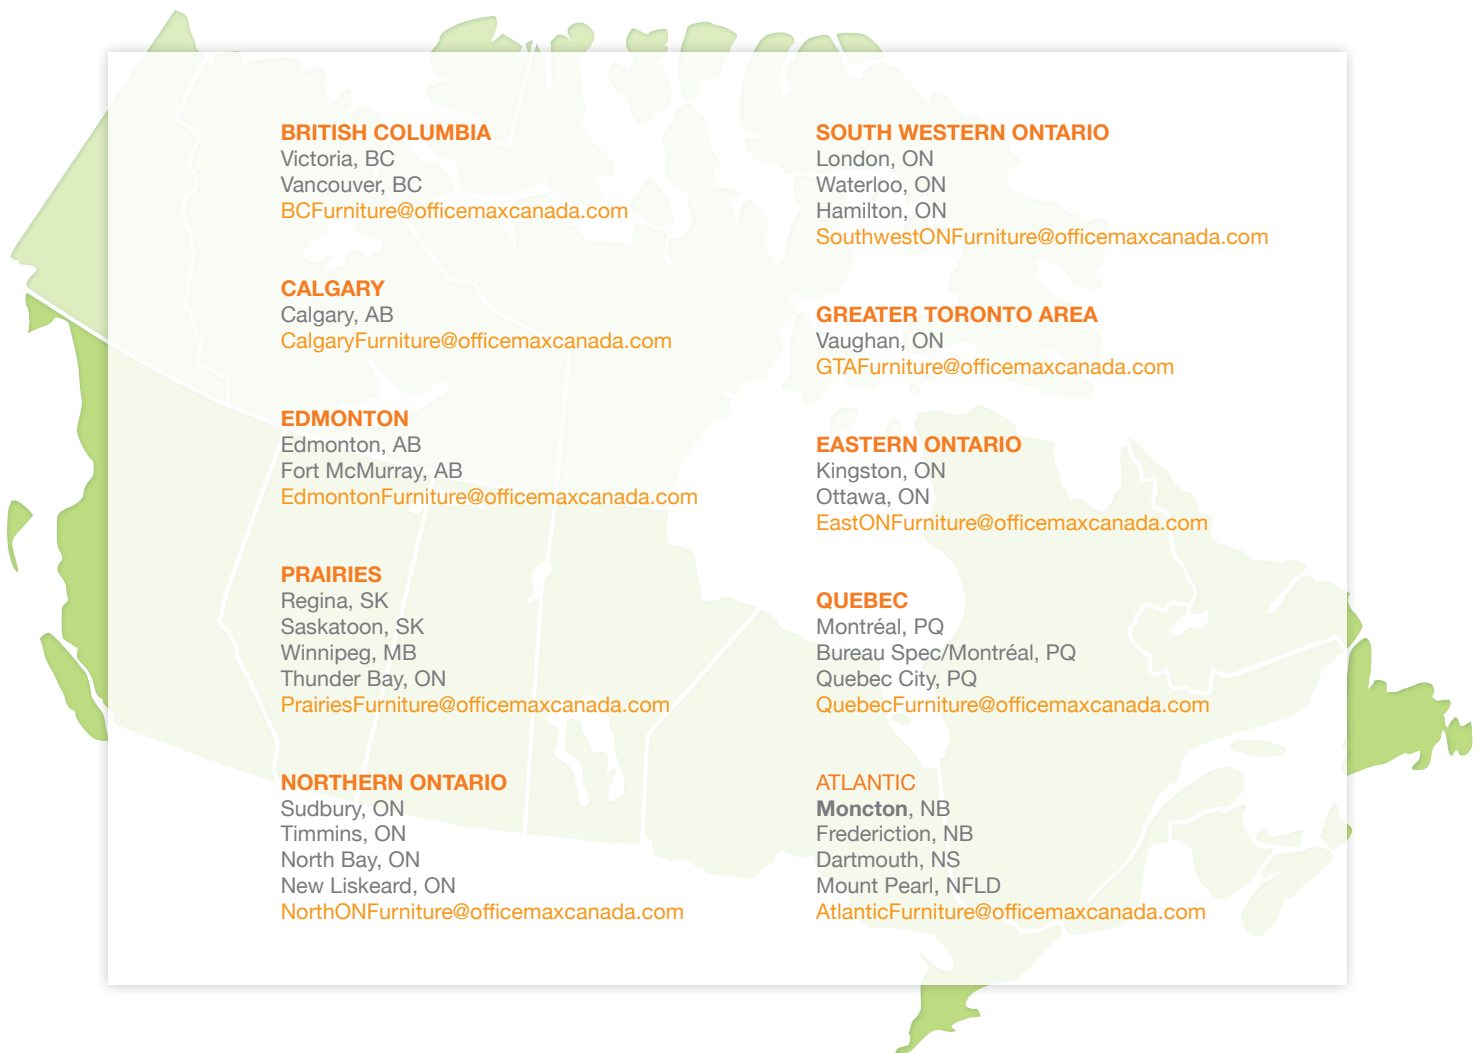 BRITISH COLUMBIA
Victoria, BC
Vancouver, BC
BCFurniture@officemaxcanada.com
CALGARY
Calgary, AB
CalgaryFurniture@officemaxcanada.com
EDMONTON
Edmonton, AB
Fort McMurray, AB
EdmontonFurniture@officemaxcanada.com
PRAIRIES
Regina, SK
Saskatoon, SK
Winnipeg, MB
Thunder Bay, ON
PrairiesFurniture@officemaxcanada.com
NORTHERN ONTARIO
Sudbury, ON
Timmins, ON
North Bay, ON
New Liskeard, ON
NorthONFurniture@officemaxcanada.com
SOUTH WESTERN ONTARIO
London, ON
Waterloo, ON
Hamilton, ON
SouthwestONFurniture@officemaxcanada.com
GREATER TORONTO AREA
Vaughan, ON
GTAFurniture@officemaxcanada.com
EASTERN ONTARIO
Kingston, ON
Ottawa, ON
EastONFurniture@officemaxcanada.com
QUEBEC
Montréal, PQ
Bureau Spec/Montréal, PQ
Quebec City, PQ
QuebecFurniture@officemaxcanada.com
ATLANTIC
Moncton, NB
Frederiction, NB
Dartmouth, NS
Mount Pearl, NFLD
AtlanticFurniture@officemaxcanada.com